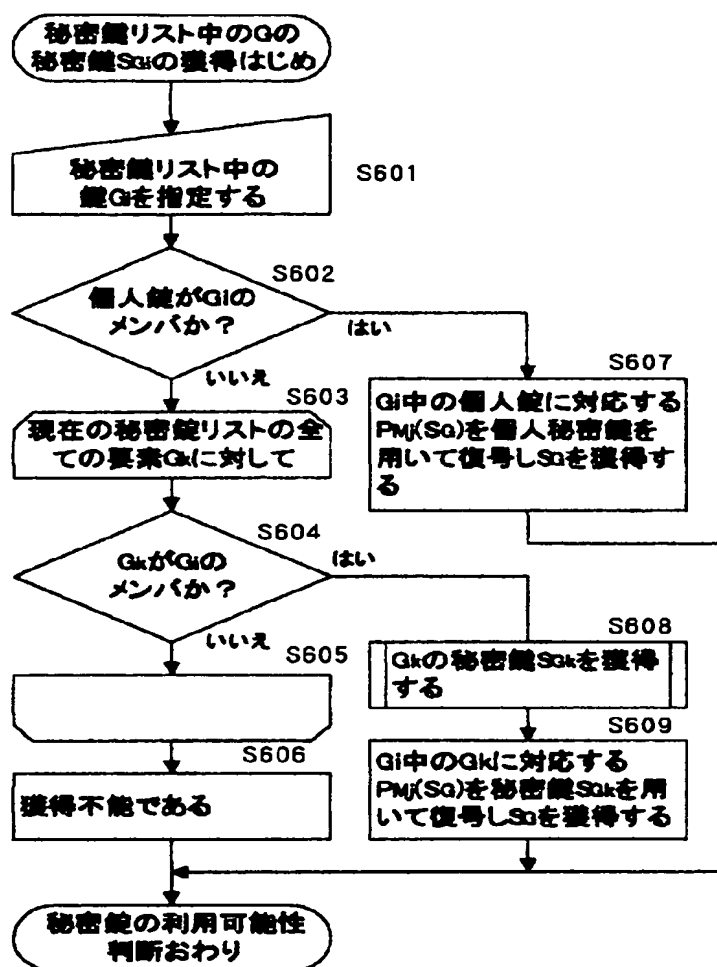 秘密鍵リスト中のGの
秘密鍵SGiの獲得はじめ
秘密鍵リスト中の
鍵Giを指定する
S601
S602
個人錠がGiの
メンバか？
はい
いいえ
S603
現在の秘密錠リストの全
ての要素Gkに対して
S607
Gi中の個人錠に対応する
PMj(SG)を個人秘密鍵を
用いて復号しSGを獲得す
る
S604
GkがGiの
メンバか？
はい
いいえ
S605
S608
Gkの秘密鍵SGkを獲得
する
S606
獲得不能である
S609
Gi中のGkに対応する
PMj(SG)を秘密鍵SGkを用
いて復号しSGを獲得する
秘密錠の利用可能性
判断おわり